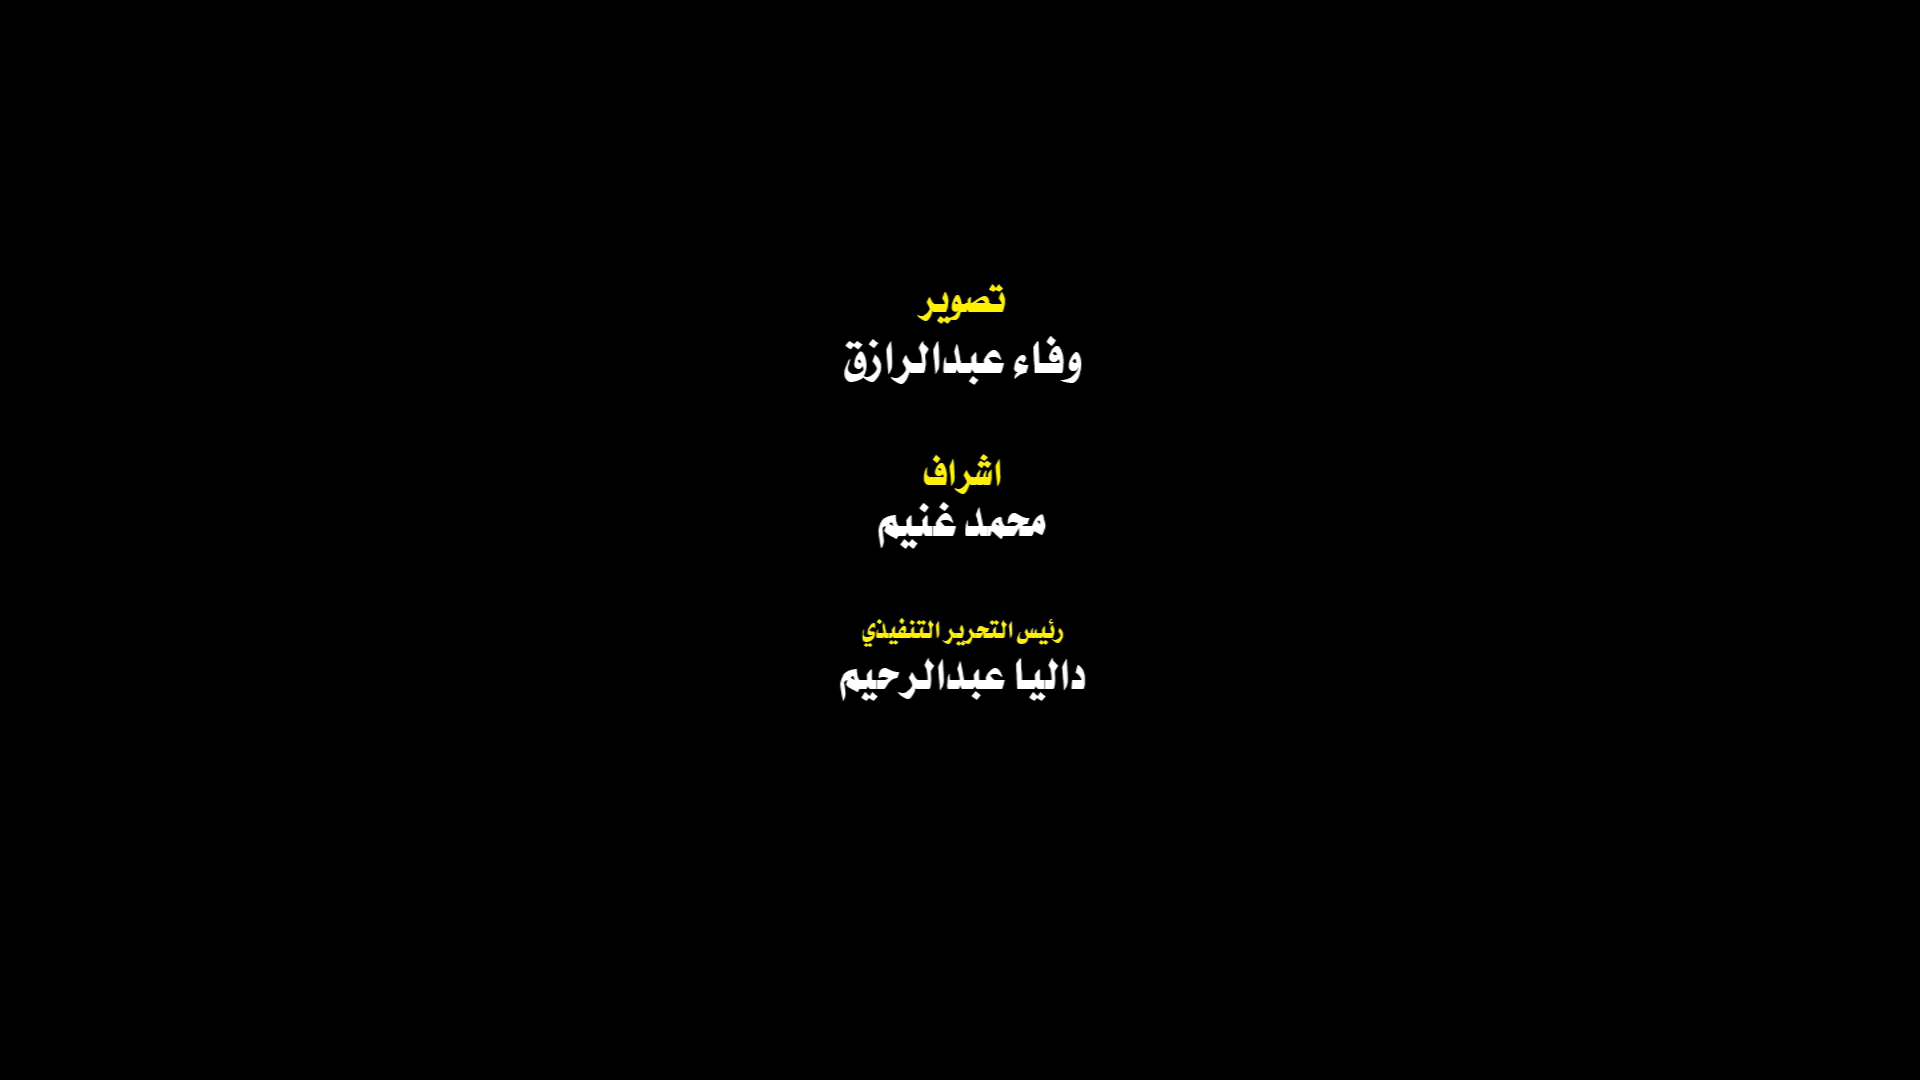 تصوير
وفاء عبدالرازق
اشراف
محمد غنيم
رئيس التحرير التنفيذي
داليا عبدالرحيم